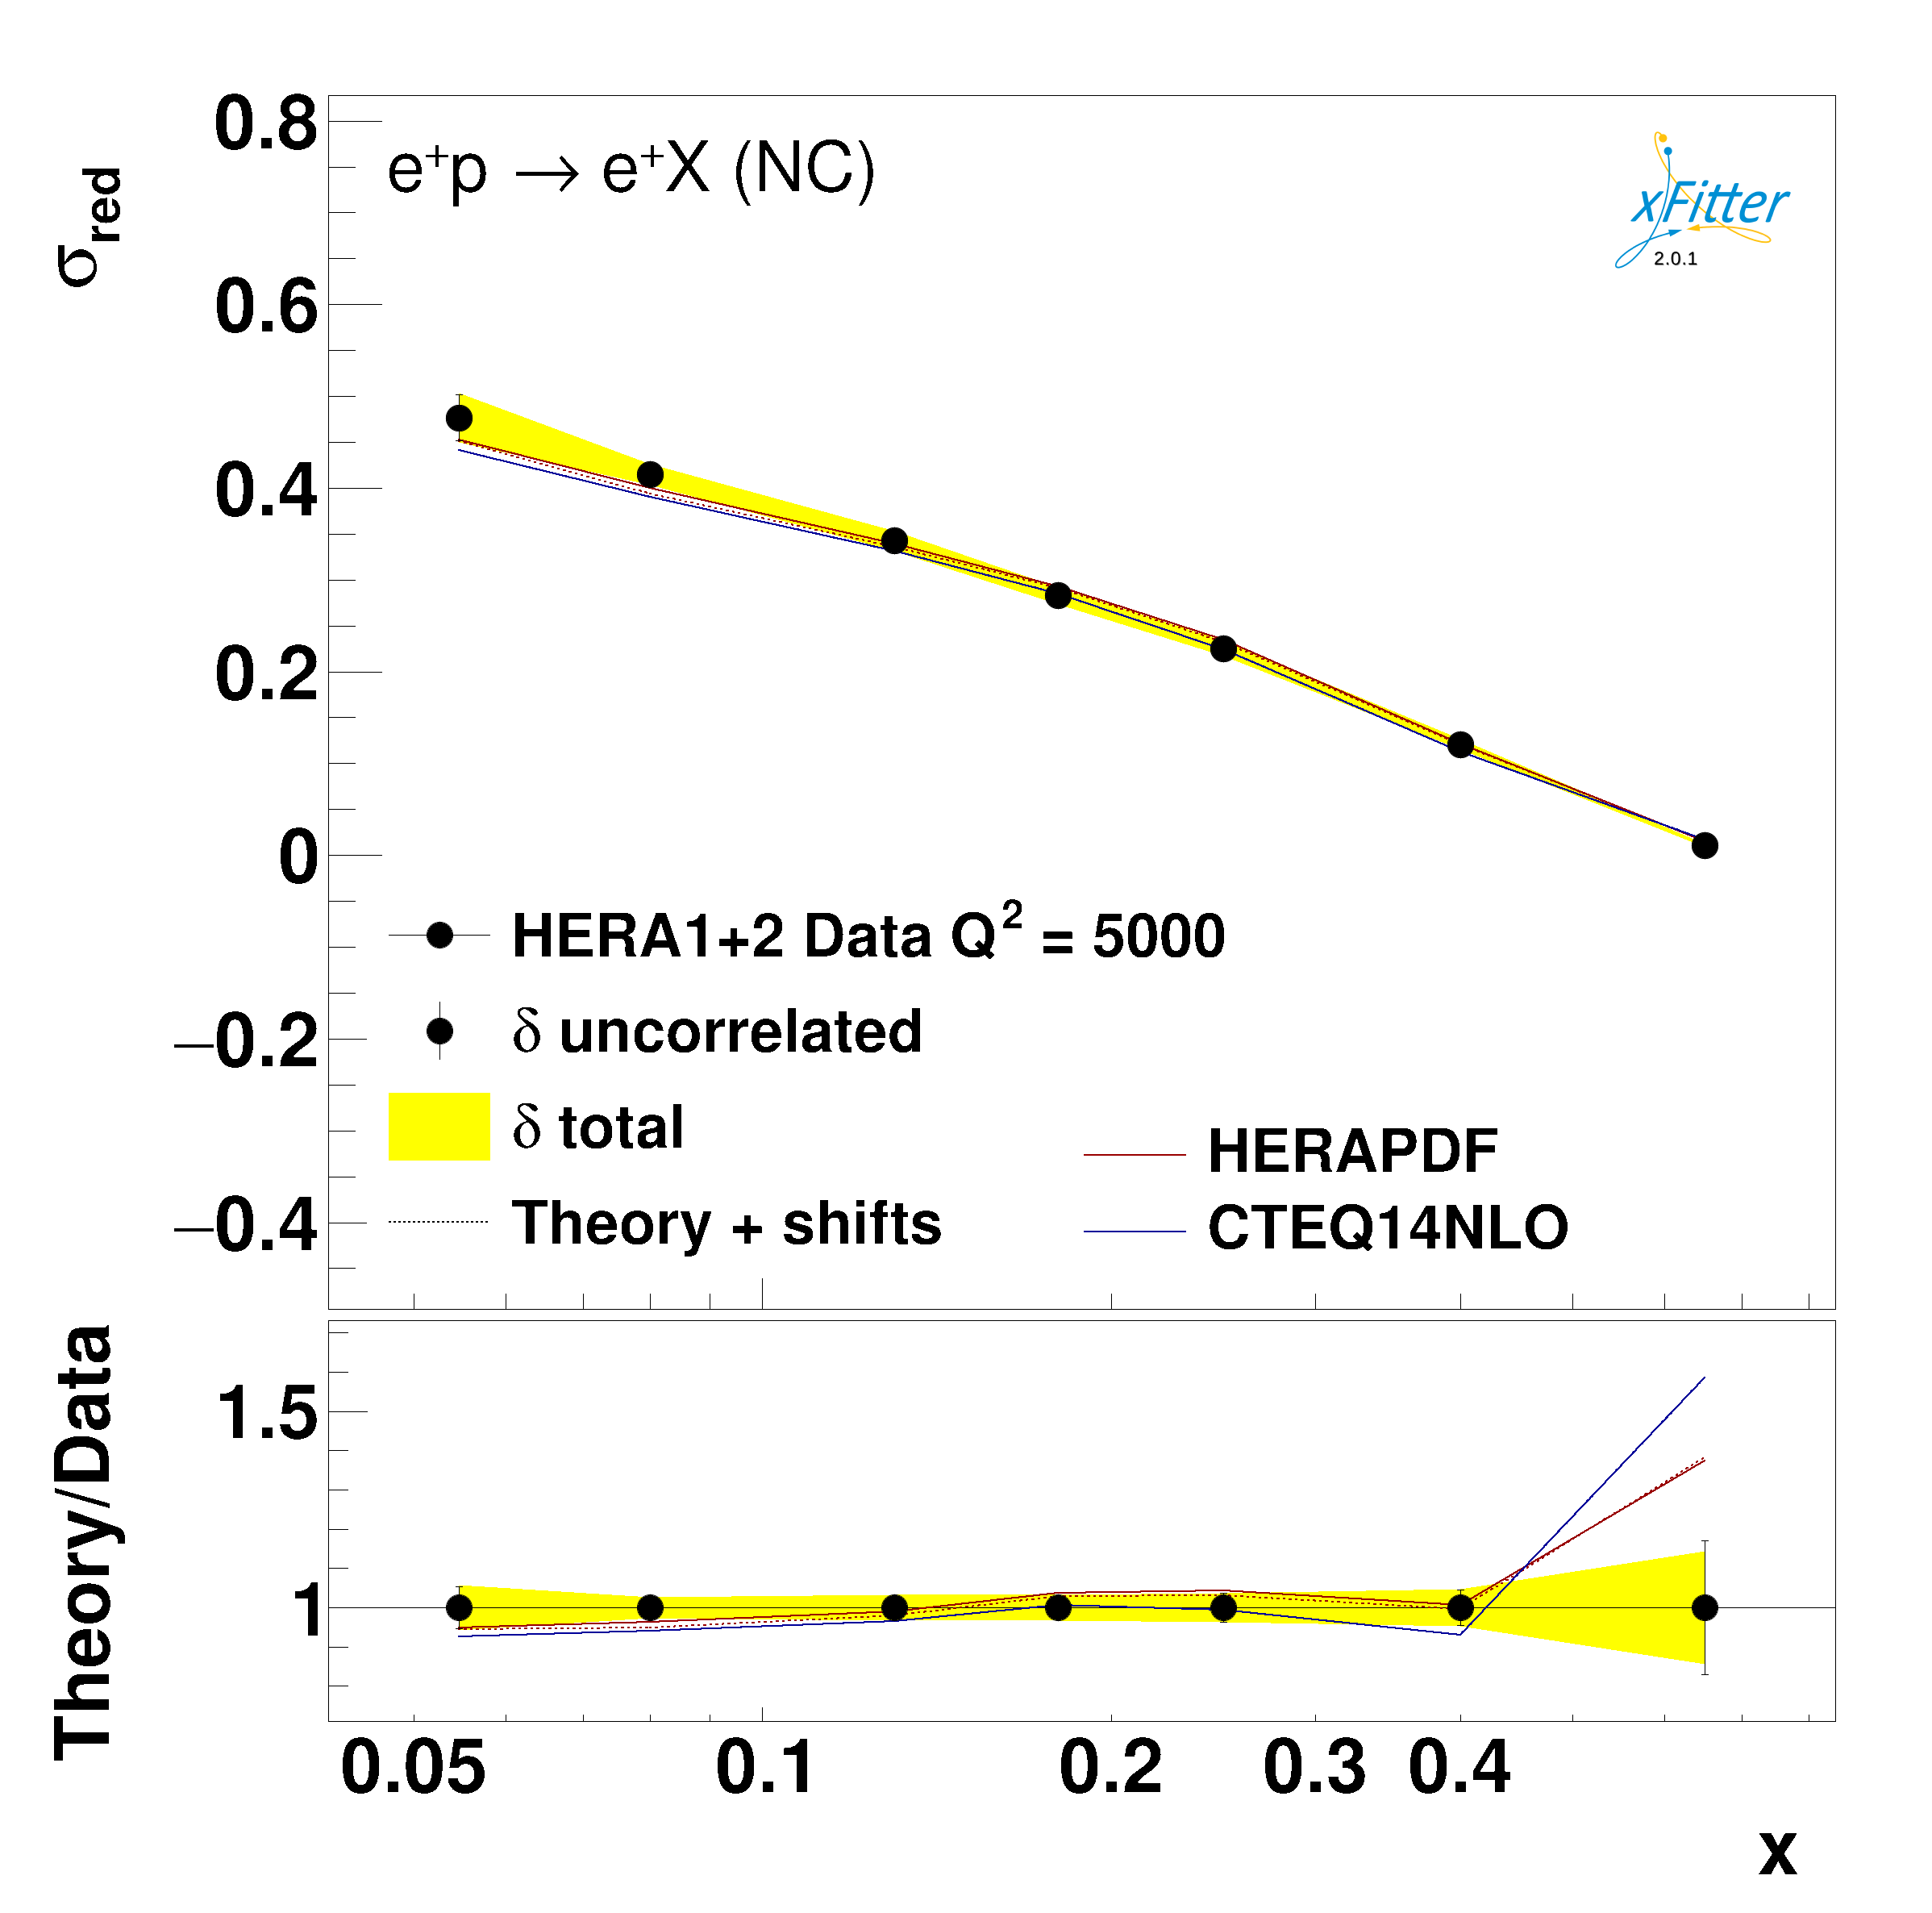 σred
0.8
0.6
0.4
0.2
0
−0.2
−0.4
e+p → e+X (NC)
xFitter
2.0.1
HERA1+2 Data Q2 = 5000
δ uncorrelated
δ total
Theory + shifts
HERAPDF
CTEQ14NLO
Theory/Data
1.5
1
0.05 0.1 0.2 0.3 0.4
x